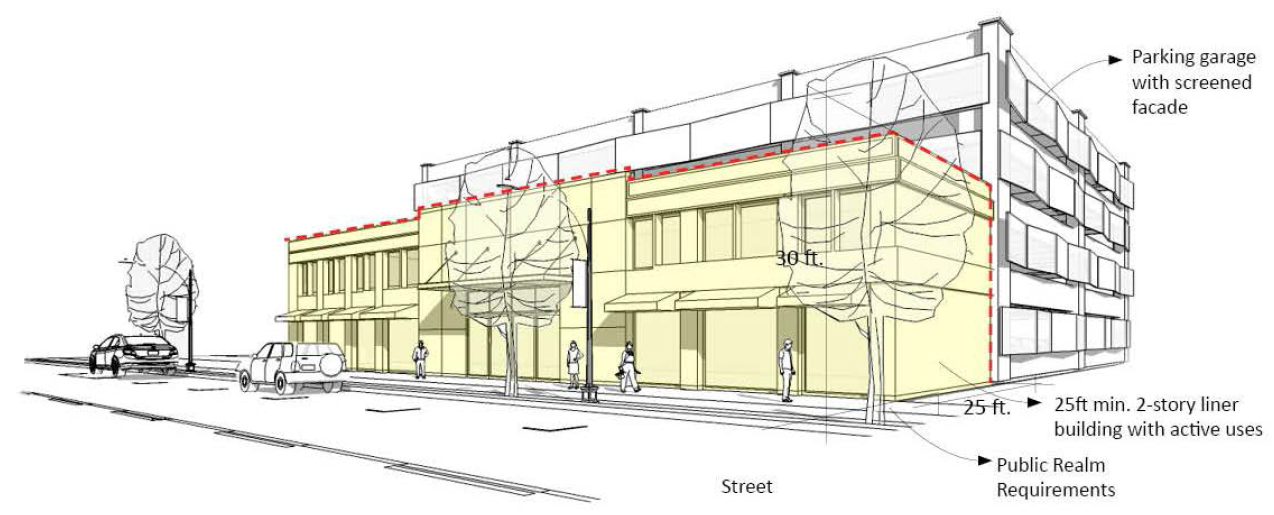 Parking garage
with screened
facade
30 ft.
25 ft.
25ft min. 2-story liner
building with active uses
Public Realm
Requirements
Street